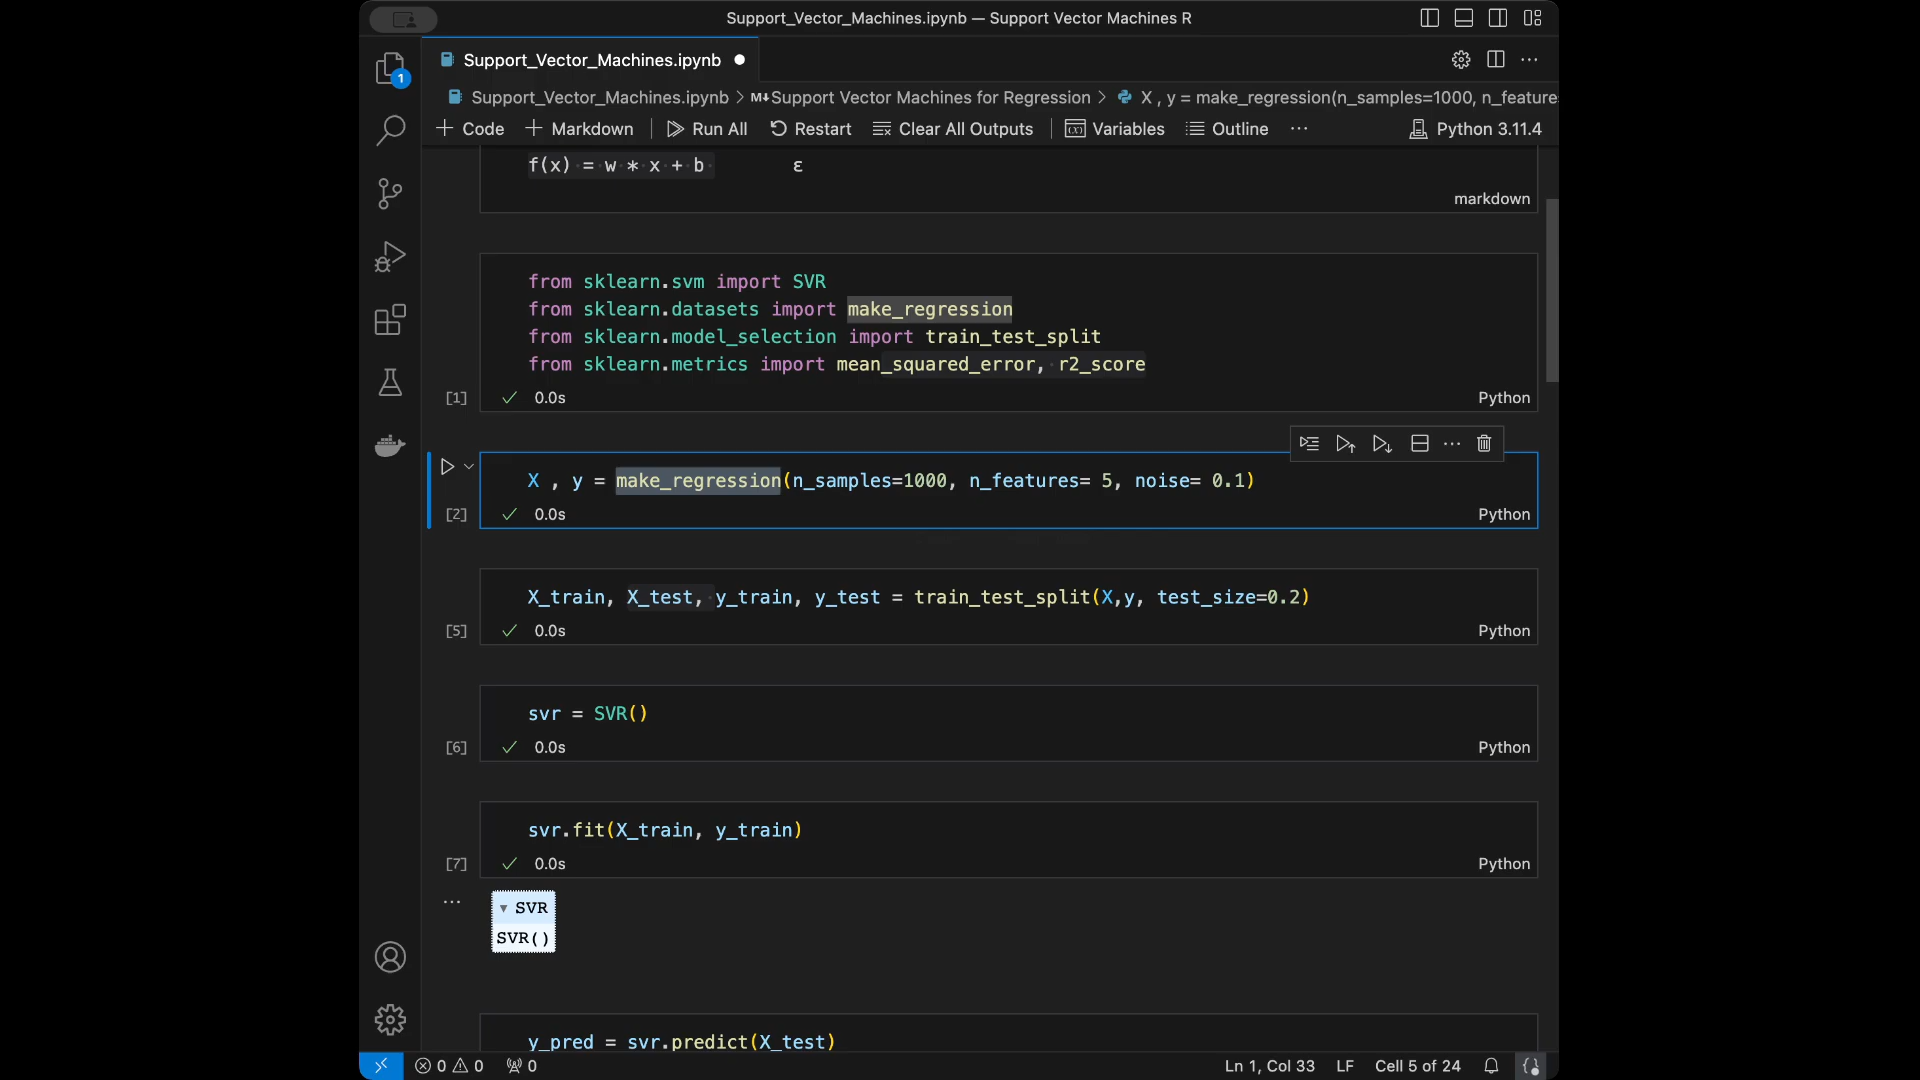 Support_Vector_Machines.ipynb — Support Vector Machines R
1
Support_Vector_Machines.ipynb
Support_Vector_Machines.ipynb > M↓Support Vector Machines for Regression > X , y = make_regression(n_samples=1000, n_feature
+ Code + Markdown Run All Restart Clear All Outputs Variables Outline ··· Python 3.11.4
f(x) = w * x + b ε
markdown
from sklearn.svm import SVR
from sklearn.datasets import make_regression
from sklearn.model_selection import train_test_split
from sklearn.metrics import mean_squared_error, r2_score
[1] ✓ 0.0s Python
X , y = make_regression(n_samples=1000, n_features= 5, noise= 0.1)
[2] ✓ 0.0s Python
X_train, X_test, y_train, y_test = train_test_split(X,y, test_size=0.2)
[5] ✓ 0.0s Python
svr = SVR()
[6] ✓ 0.0s Python
svr.fit(X_train, y_train)
[7] ✓ 0.0s Python
··· ▾ SVR
SVR()
y_pred = svr.predict(X_test)
0 0 0 Ln 1, Col 33 LF Cell 5 of 24